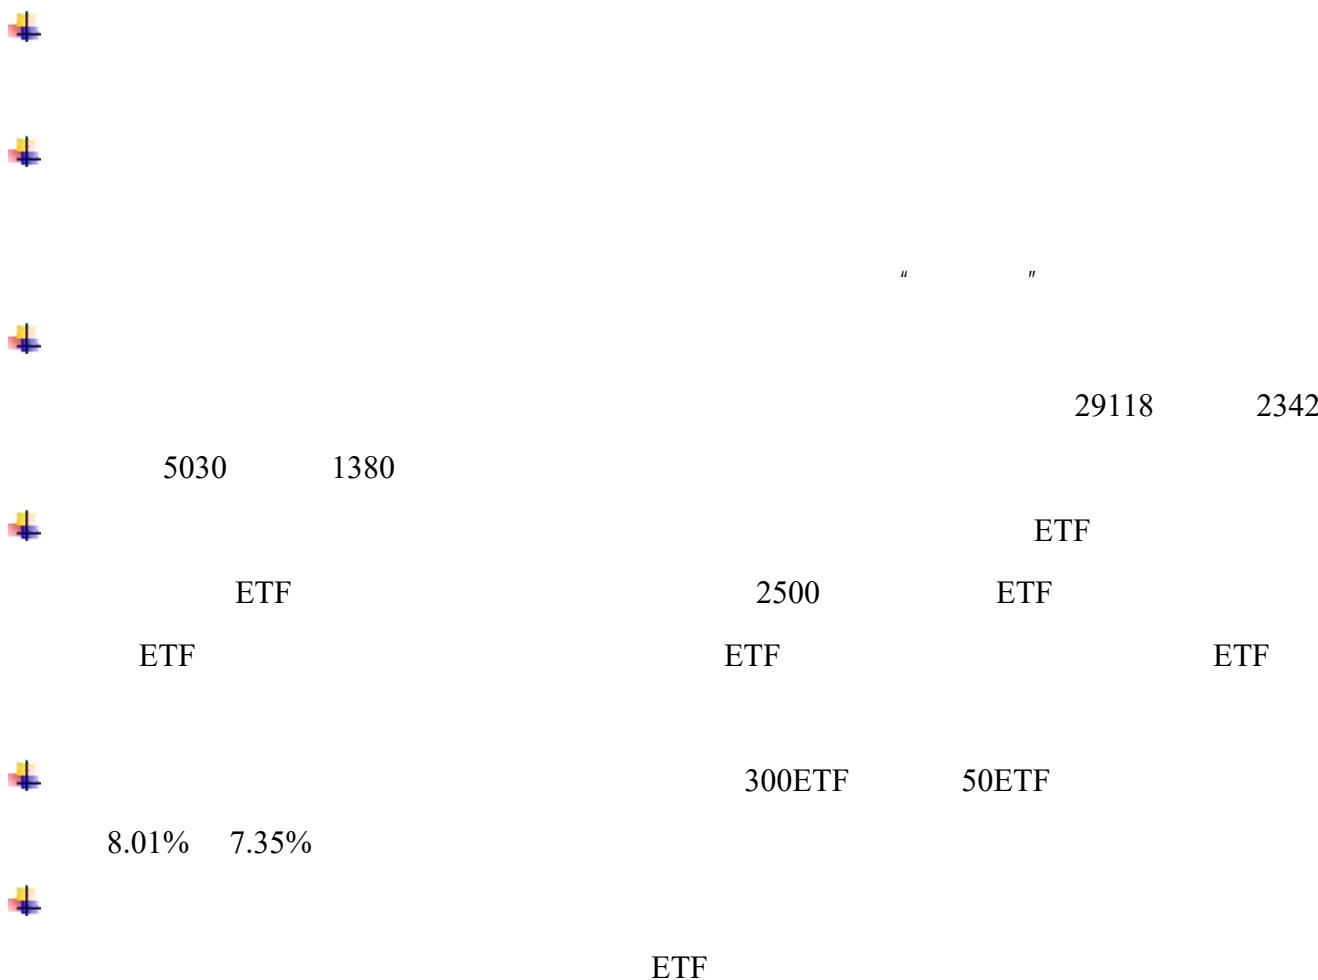 “ ”
29118 2342
5030 1380
ETF
ETF 2500 ETF
ETF ETF ETF
300ETF 50ETF
8.01% 7.35%
ETF